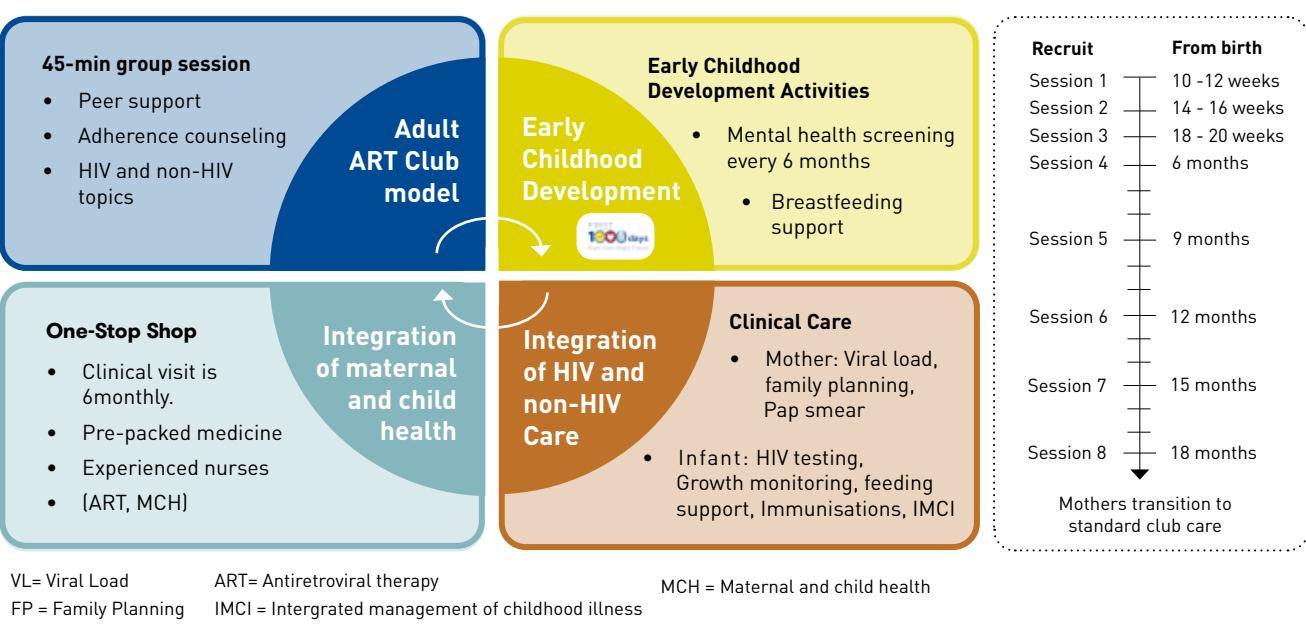 45-min group session
• Peer support
• Adherence counseling
• HIV and non-HIV
topics
Adult
ART Club
model
Early
Childhood
Development
1000 days
Early Childhood
Development Activities
• Mental health screening
every 6 months
• Breastfeeding
support
One-Stop Shop
• Clinical visit is
6monthly.
• Pre-packed medicine
• Experienced nurses
• (ART, MCH)
Integration
of maternal
and child
health
Integration
of HIV and
non-HIV
Care
Clinical Care
• Mother: Viral load,
family planning,
Pap smear
• Infant: HIV testing,
Growth monitoring, feeding
support, Immunisations, IMCI
Recruit From birth
Session 1 10 -12 weeks
Session 2 14 - 16 weeks
Session 3 18 - 20 weeks
Session 4 6 months
Session 5 9 months
Session 6 12 months
Session 7 15 months
Session 8 18 months
Mothers transition to
standard club care
VL= Viral Load ART= Antiretroviral therapy MCH = Maternal and child health
FP = Family Planning IMCI = Intergrated management of childhood illness